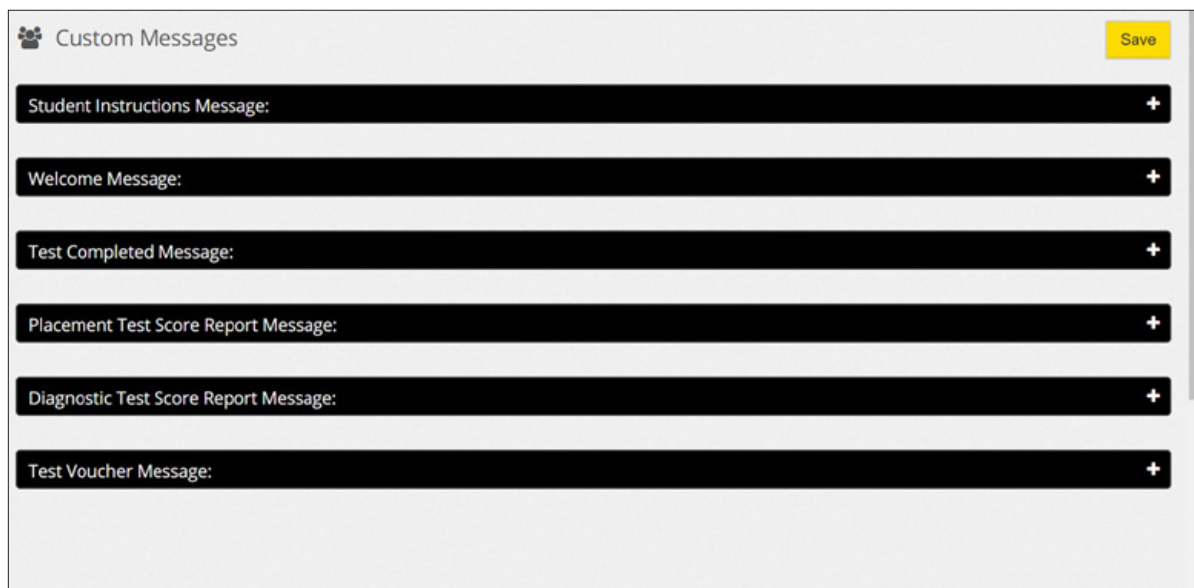 Custom Messages
Save
Student Instructions Message:
Welcome Message:
Test Completed Message:
Placement Test Score Report Message:
Diagnostic Test Score Report Message:
Test Voucher Message: